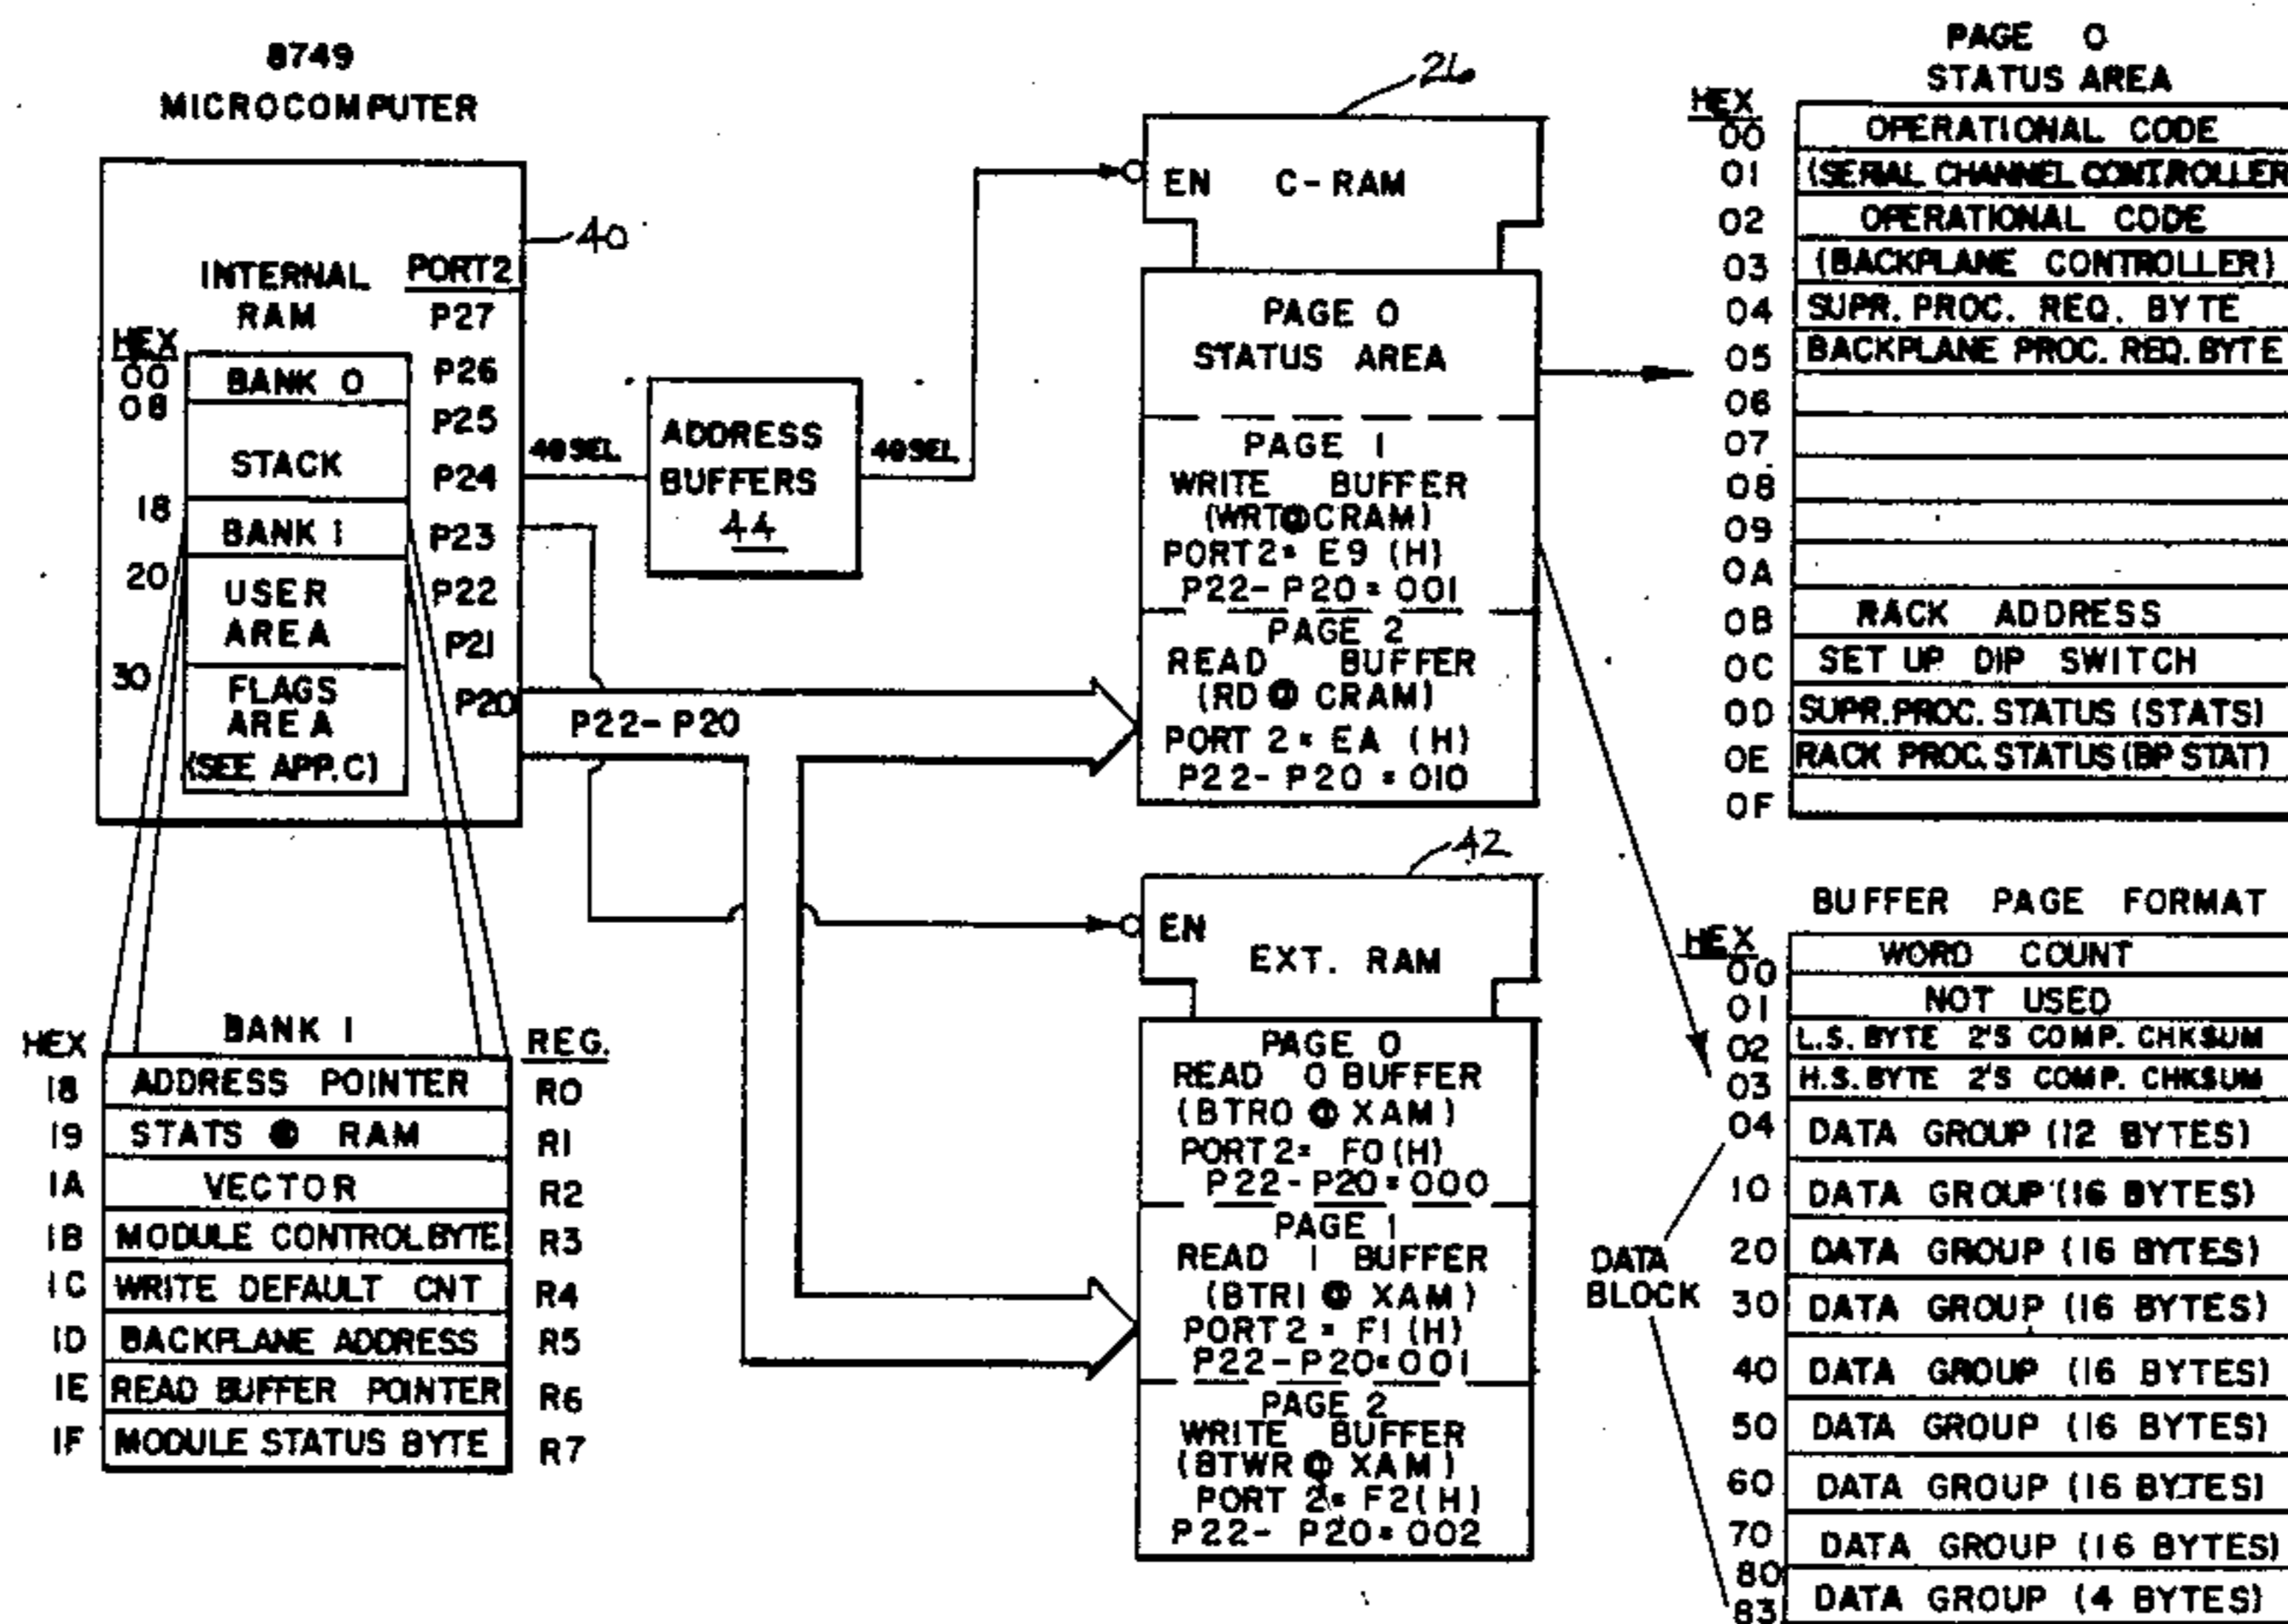 8749
MICROCOMPUTER
40
INTERNAL
RAM
HEX
00
BANK 0
08
STACK
18
BANK 1
20
USER
AREA
30
FLAGS
AREA
(SEE APP.C)
PORT2
P27
P26
P25
P24
P23
P22
P21
P20
40SEL
ADDRESS
BUFFERS
44
40SEL
P22-P20
BANK 1
HEX
REG.
18 ADDRESS POINTER R0
19 STATS @ RAM R1
1A VECTOR R2
1B MODULE CONTROL BYTE R3
1C WRITE DEFAULT CNT R4
1D BACKPLANE ADDRESS R5
1E READ BUFFER POINTER R6
1F MODULE STATUS BYTE R7
26
EN C-RAM
PAGE 0
STATUS AREA
PAGE 1
WRITE BUFFER
(WRT@CRAM)
PORT2= E9 (H)
P22-P20=001
PAGE 2
READ BUFFER
(RD @ CRAM)
PORT 2= EA (H)
P22-P20 =010
42
EN
EXT. RAM
PAGE 0
READ 0 BUFFER
(BTR0 @ XAM)
PORT2= F0(H)
P22-P20=000
PAGE 1
READ 1 BUFFER
(BTR1 @ XAM)
PORT2= F1(H)
P22-P20=001
PAGE 2
WRITE BUFFER
(BTWR @ XAM)
PORT 2= F2(H)
P22- P20=002
PAGE 0
STATUS AREA
HEX
00 OPERATIONAL CODE
01 (SERIAL CHANNEL CONTROLLER
02 OPERATIONAL CODE
03 (BACKPLANE CONTROLLER)
04 SUPR. PROC. REQ. BYTE
05 BACKPLANE PROC. REQ. BYTE
06
07
08
09
0A
0B RACK ADDRESS
0C SET UP DIP SWITCH
0D SUPR.PROC.STATUS (STATS)
0E RACK PROC.STATUS(BP STAT)
0F
BUFFER PAGE FORMAT
HEX
00 WORD COUNT
01 NOT USED
02 L.S. BYTE 2'S COMP. CHKSUM
03 H.S. BYTE 2'S COMP. CHKSUM
04 DATA GROUP (12 BYTES)
10 DATA GROUP (16 BYTES)
DATA
BLOCK
20 DATA GROUP (16 BYTES)
30 DATA GROUP (16 BYTES)
40 DATA GROUP (16 BYTES)
50 DATA GROUP (16 BYTES)
60 DATA GROUP (16 BYTES)
70 DATA GROUP (16 BYTES)
80
83 DATA GROUP (4 BYTES)